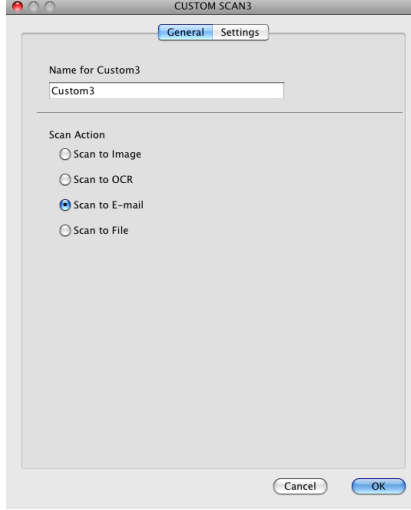 CUSTOM SCAN3
General Settings
Name for Custom3
Custom3
Scan Action
Scan to Image
Scan to OCR
Scan to E-mail
Scan to File
Cancel OK